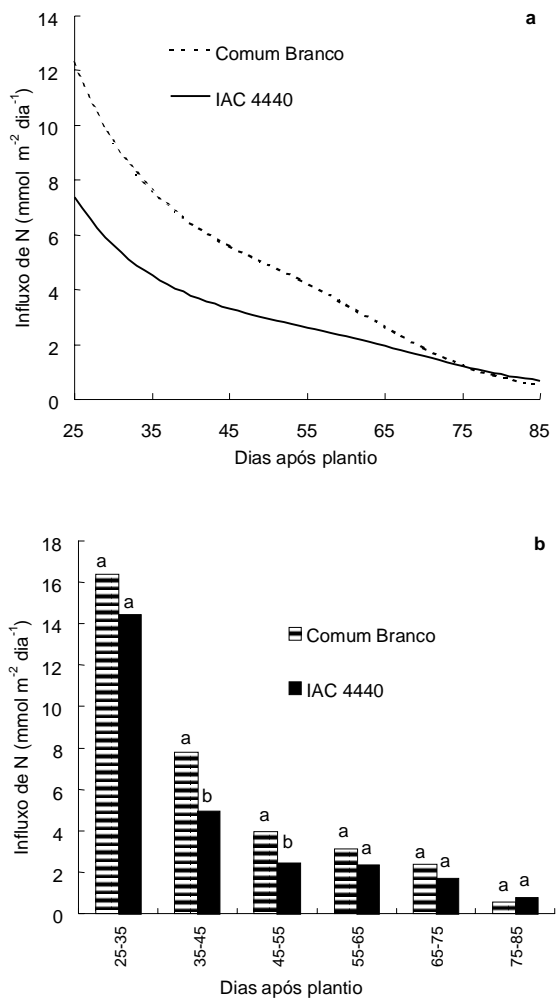 a
14
12
10
8
6
4
2
0
Influxo de N (mmol m⁻² dia⁻¹)
Comum Branco
IAC 4440
25 35 45 55 65 75 85
Dias após plantio
b
18
16
14
12
10
8
6
4
2
0
Influxo de N (mmol m⁻² dia⁻¹)
a a
a b
a b
a a
a a
a a
Comum Branco
IAC 4440
25-35 35-45 45-55 55-65 65-75 75-85
Dias após plantio